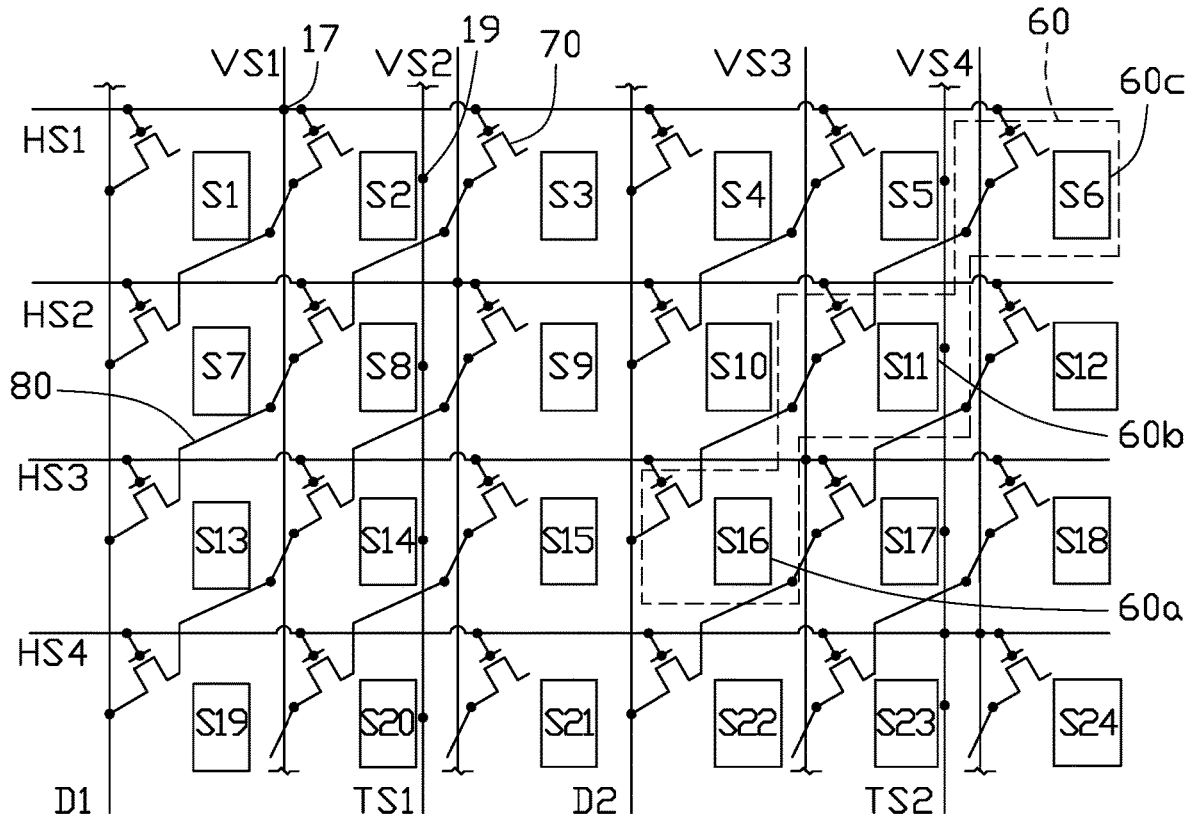 17 19 70 60
VS1 VS2 VS3 VS4 60c
HS1
S1 S2 S3 S4 S5 S6
HS2
S7 S8 S9 S10 S11 S12
80 60b
HS3
S13 S14 S15 S16 S17 S18
60a
HS4
S19 S20 S21 S22 S23 S24
D1 TS1 D2 TS2